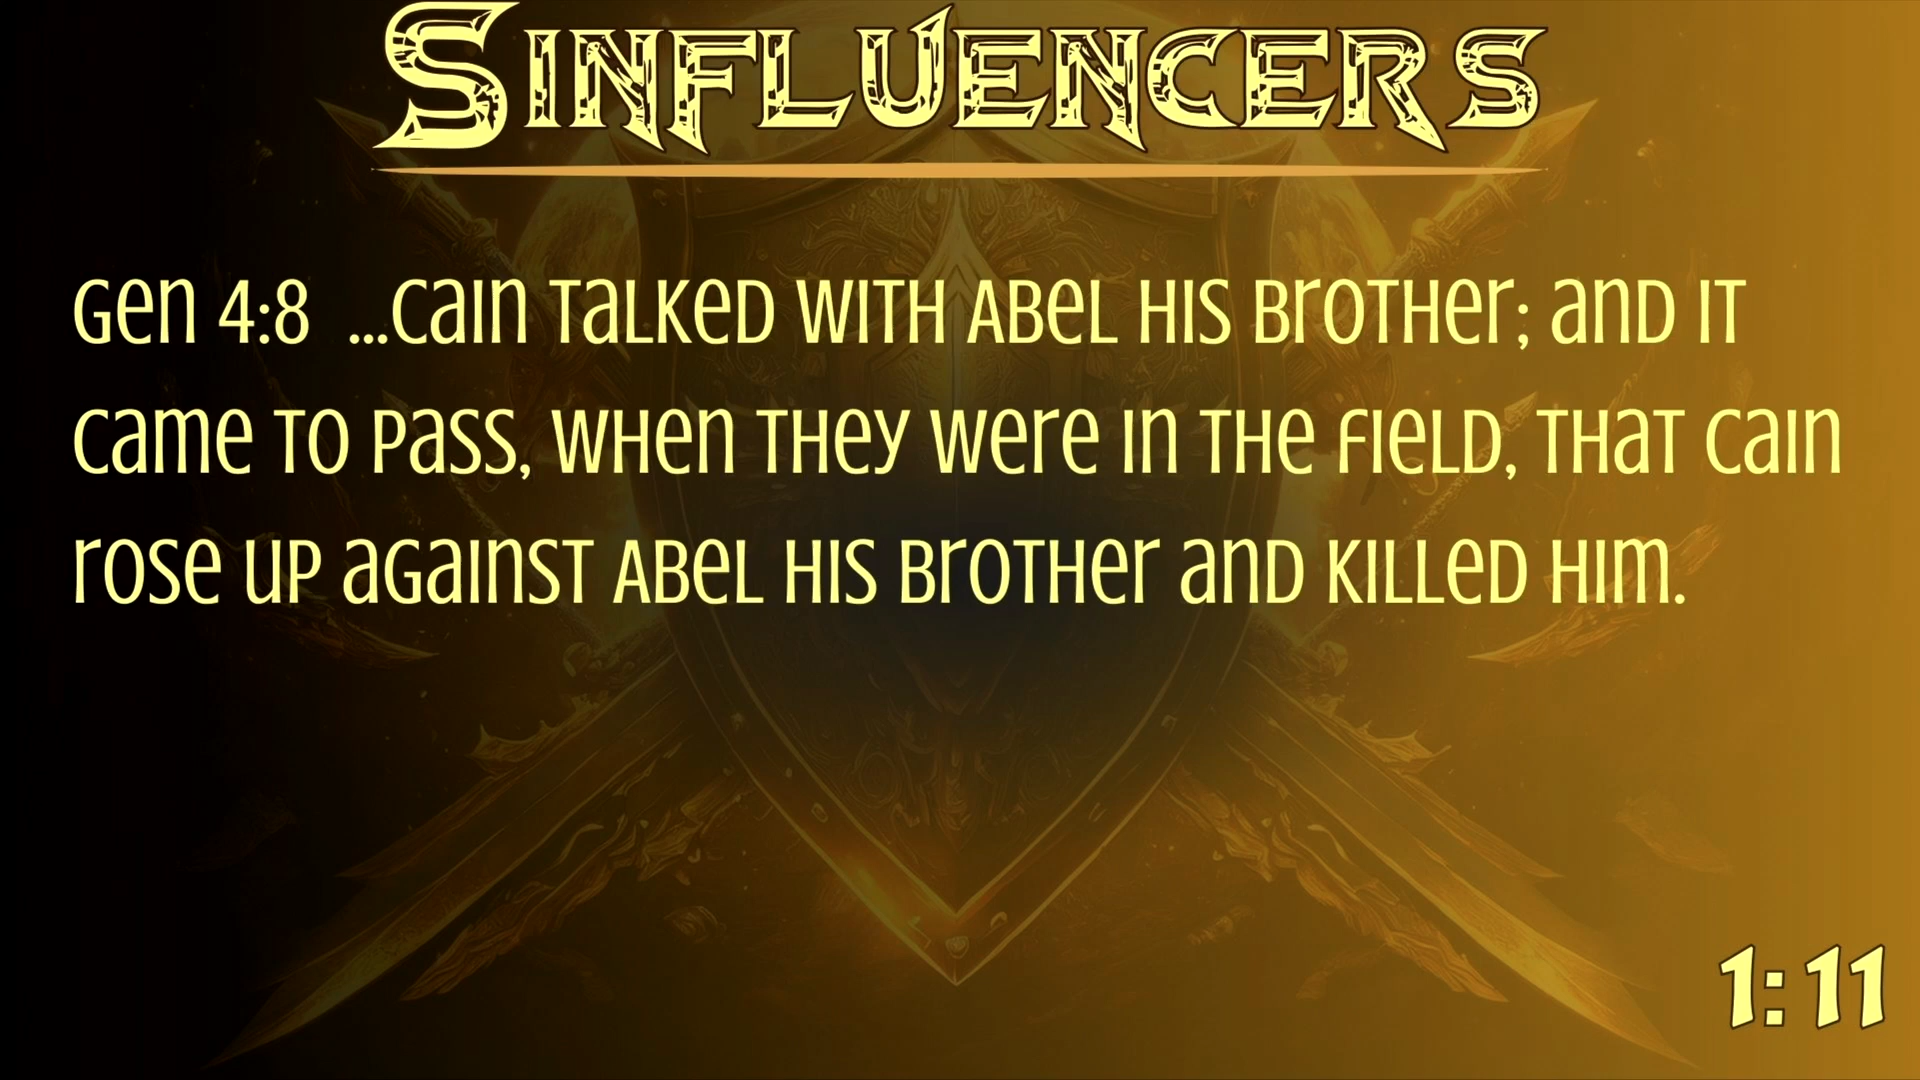 Sinfluencers
Gen 4:8 ...Cain talked with Abel his brother; and it
came to pass, when they were in the field, that Cain
rose up against Abel his brother and killed him.
1:11